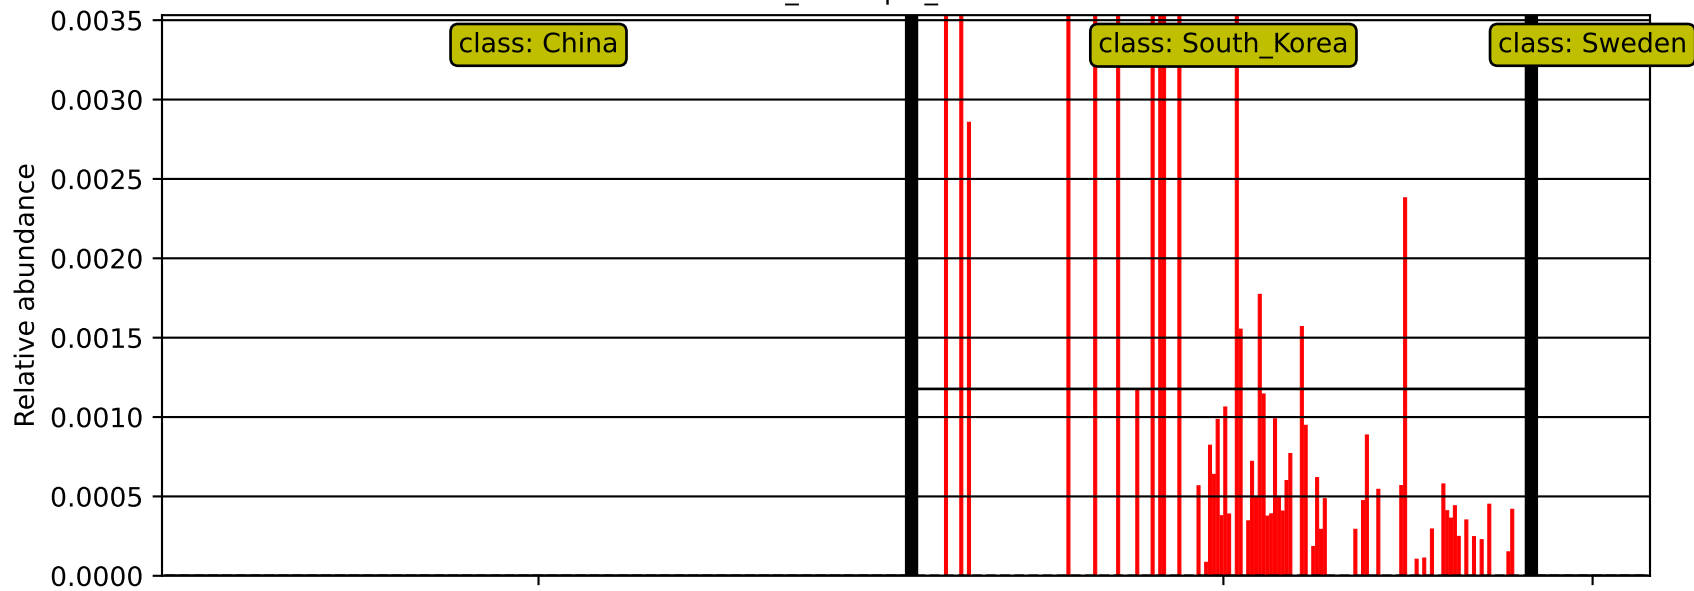 0.0035
class: China
class: South_Korea
class: Sweden
0.0030
0.0025
0.0020
0.0015
0.0010
0.0005
0.0000
Relative abundance